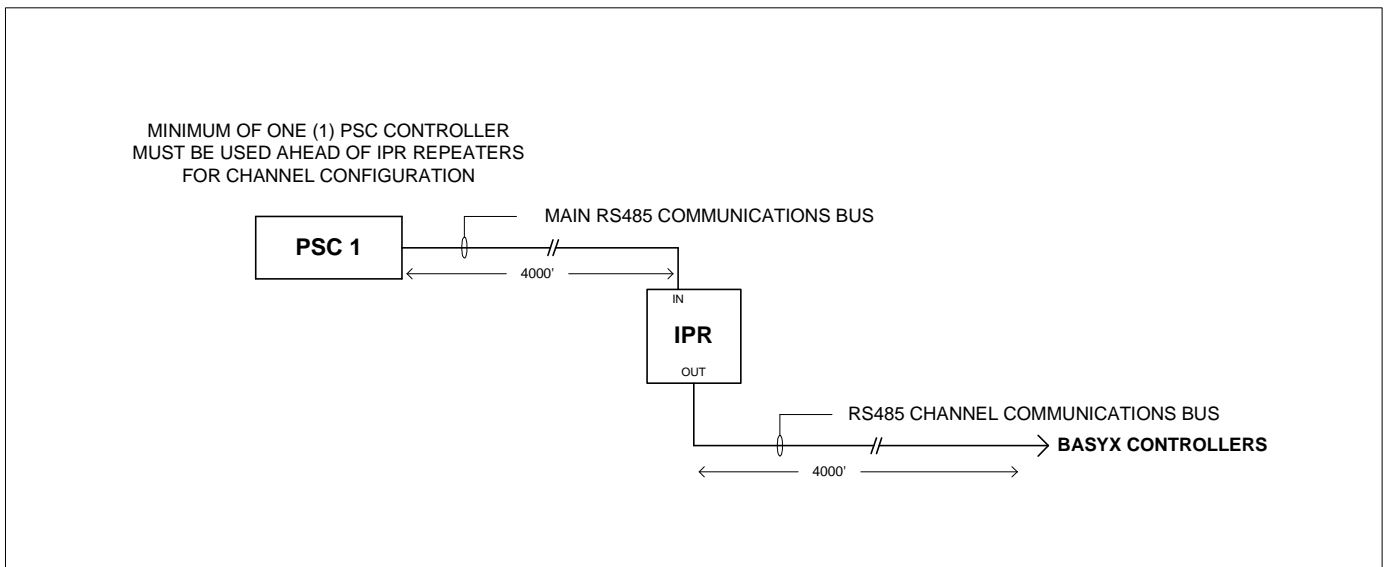 MINIMUM OF ONE (1) PSC CONTROLLER
MUST BE USED AHEAD OF IPR REPEATERS
FOR CHANNEL CONFIGURATION
MAIN RS485 COMMUNICATIONS BUS
PSC 1
4000'
IN
IPR
OUT
RS485 CHANNEL COMMUNICATIONS BUS
BASYX CONTROLLERS
4000'